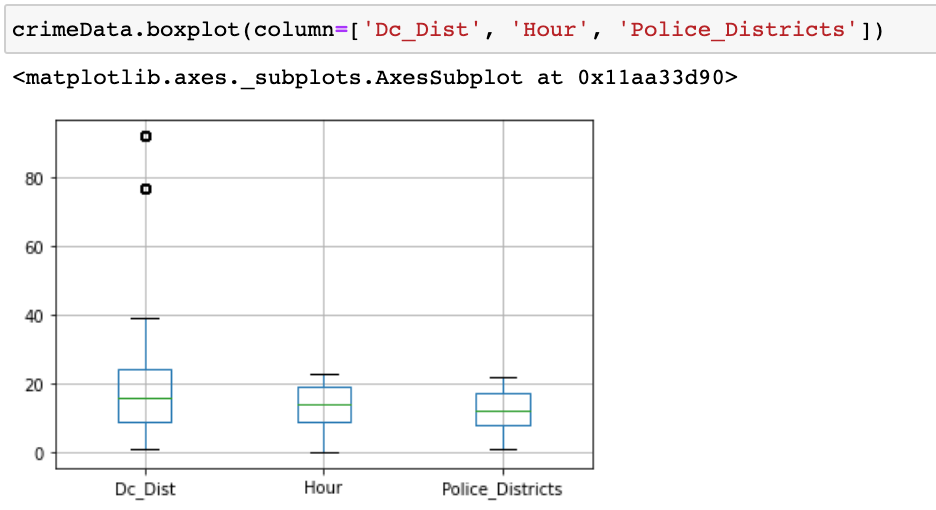 crimeData.boxplot(column=['Dc_Dist', 'Hour', 'Police_Districts'])
<matplotlib.axes._subplots.AxesSubplot at 0x11aa33d90>
80
60
40
20
0
Dc_Dist Hour Police_Districts